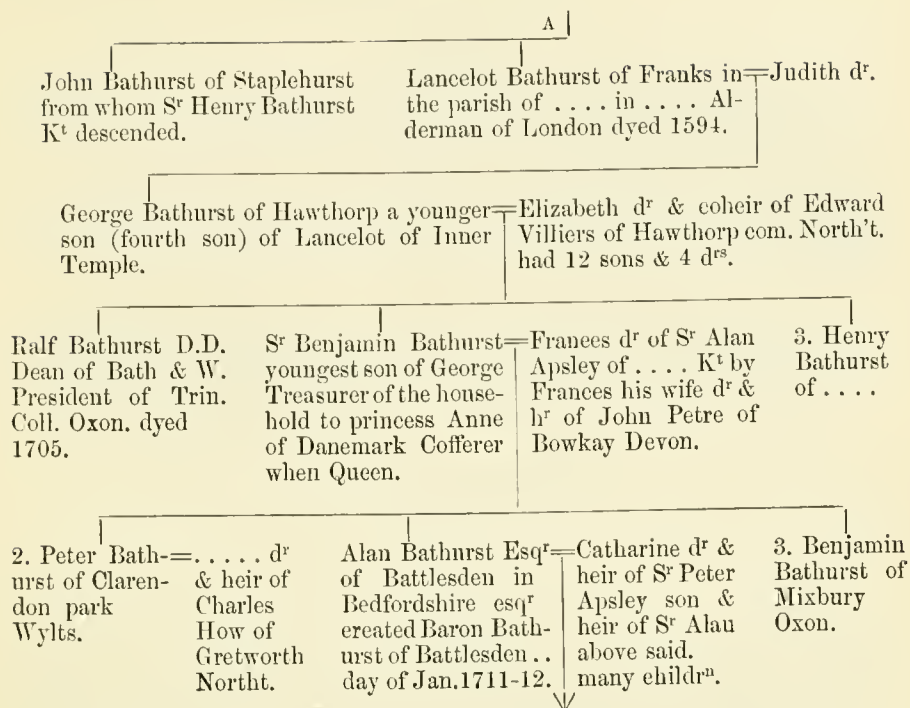 A
John Bathurst of Staplehurst
from whom Sʳ Henry Bathurst
Kᵗ descended.
Lancelot Bathurst of Franks in
the parish of . . . . in . . . . Al-
derman of London dyed 1594.
Judith dʳ.
George Bathurst of Hawthorp a younger
son (fourth son) of Lancelot of Inner
Temple.
Elizabeth dʳ & coheir of Edward
Villiers of Hawthorp com. North't.
had 12 sons & 4 dʳˢ.
Ralf Bathurst D.D.
Dean of Bath & W.
President of Trin.
Coll. Oxon. dyed
1705.
Sʳ Benjamin Bathurst
youngest son of George
Treasurer of the house-
hold to princess Anne
of Danemark Cofferer
when Queen.
Frances dʳ of Sʳ Alan
Apsley of . . . . Kᵗ by
Frances his wife dʳ &
hʳ of John Petre of
Bowkay Devon.
3. Henry
Bathurst
of . . . .
2. Peter Bath-
urst of Claren-
don park
Wylts.
. . . . . dʳ
& heir of
Charles
How of
Gretworth
Northt.
Alan Bathurst Esqʳ
of Battlesden in
Bedfordshire esqʳ
created Baron Bath-
urst of Battlesden . .
day of Jan. 1711-12.
Catharine dʳ &
heir of Sʳ Peter
Apsley son &
heir of Sʳ Alan
above said.
many childrⁿ.
3. Benjamin
Bathurst of
Mixbury
Oxon.